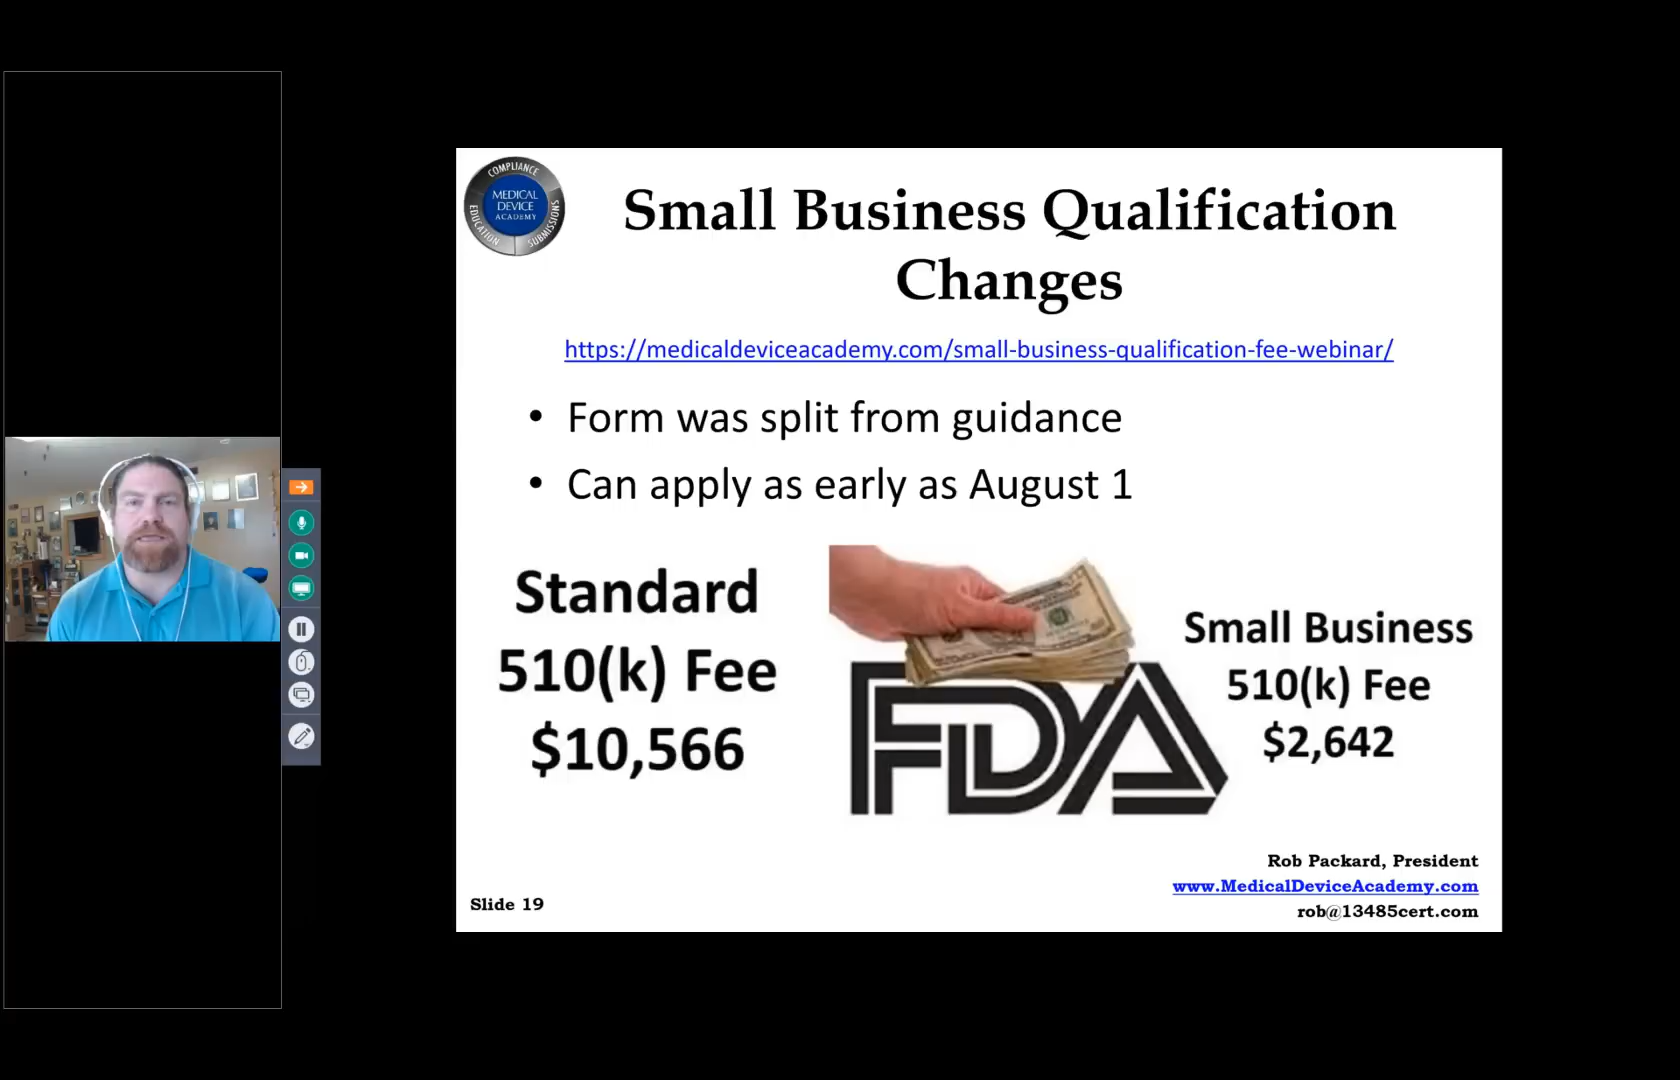 COMPLIANCE
MEDICAL
DEVICE
ACADEMY
EDUCATION
SUBMISSIONS
Small Business Qualification
Changes
https://medicaldeviceacademy.com/small-business-qualification-fee-webinar/
• Form was split from guidance
• Can apply as early as August 1
Standard
510(k) Fee
$10,566
FDA
Small Business
510(k) Fee
$2,642
Rob Packard, President
www.MedicalDeviceAcademy.com
rob@13485cert.com
Slide 19